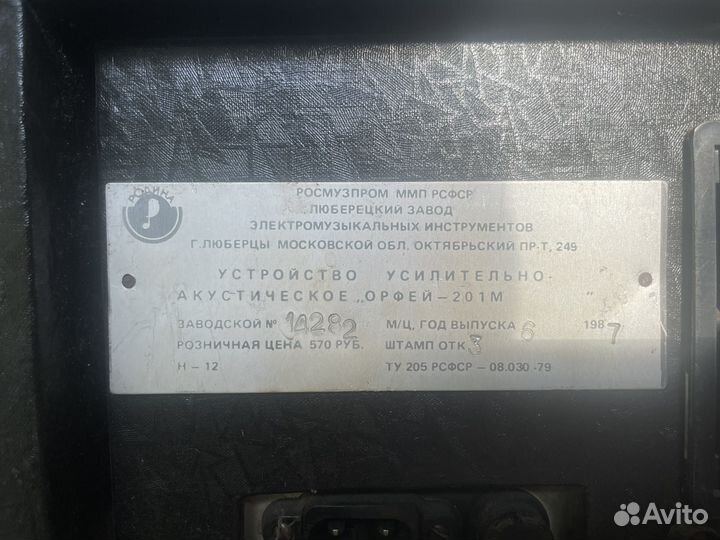 РОДИНА
РОСМУЗПРОМ ММП РСФСР
ЛЮБЕРЕЦКИЙ ЗАВОД
ЭЛЕКТРОМУЗЫКАЛЬНЫХ ИНСТРУМЕНТОВ
Г. ЛЮБЕРЦЫ МОСКОВСКОЙ ОБЛ. ОКТЯБРЬСКИЙ ПР-Т, 249
УСТРОЙСТВО УСИЛИТЕЛЬНО-
АКУСТИЧЕСКОЕ „ОРФЕЙ-201М "
ЗАВОДСКОЙ № 14282 М/Ц, ГОД ВЫПУСКА 6 1987
РОЗНИЧНАЯ ЦЕНА 570 РУБ. ШТАМП ОТК 3
Н-12 ТУ 205 РСФСР-08.030-79
Avito